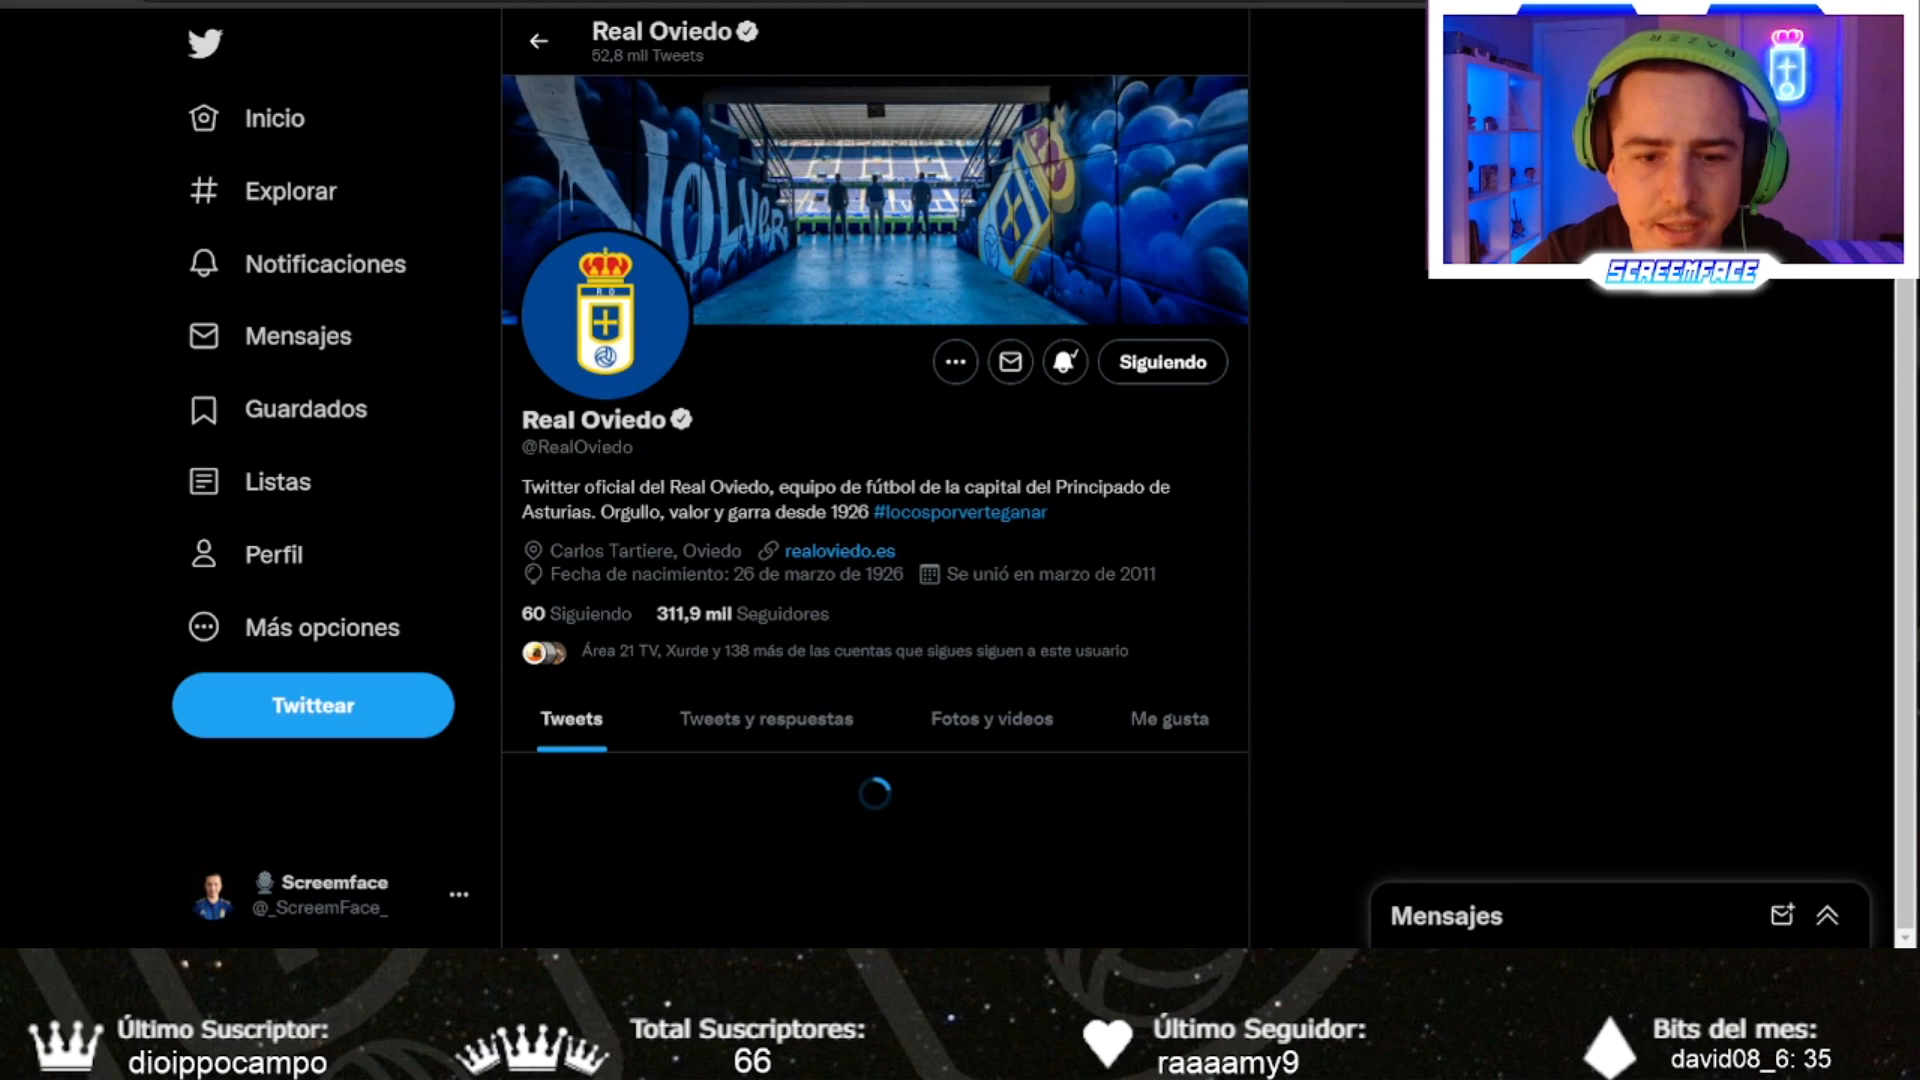 Real Oviedo
52,8 mil Tweets
Inicio
Explorar
Notificaciones
Mensajes
Guardados
Listas
Perfil
Más opciones
Twittear
Screemface
@_ScreemFace_
VOLVER
RO
Siguiendo
Real Oviedo
@RealOviedo
Twitter oficial del Real Oviedo, equipo de fútbol de la capital del Principado de
Asturias. Orgullo, valor y garra desde 1926 #locosporverteganar
Carlos Tartiere, Oviedo realoviedo.es
Fecha de nacimiento: 26 de marzo de 1926 Se unió en marzo de 2011
60 Siguiendo 311,9 mil Seguidores
Área 21 TV, Xurde y 138 más de las cuentas que sigues siguen a este usuario
Tweets Tweets y respuestas Fotos y videos Me gusta
RAZER
SCREEMFACE
Mensajes
Último Suscriptor:
dioippocampo
Total Suscriptores:
66
Último Seguidor:
raaaamy9
Bits del mes:
david08_6: 35